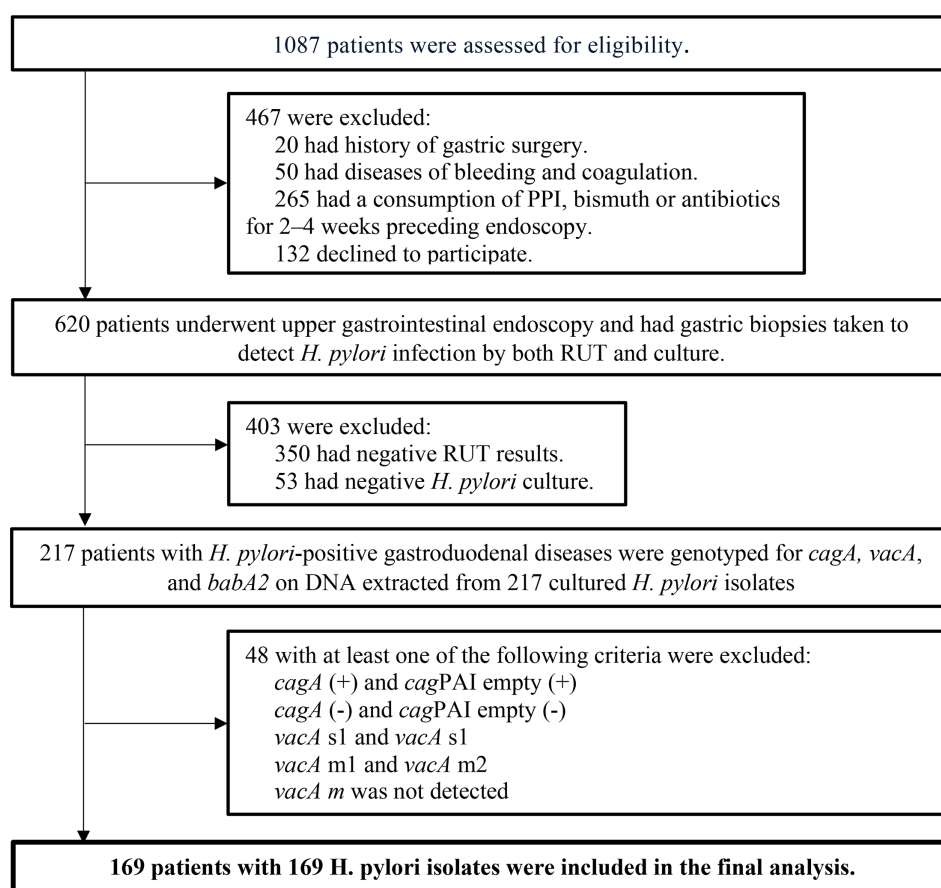 1087 patients were assessed for eligibility.
467 were excluded:
20 had history of gastric surgery.
50 had diseases of bleeding and coagulation.
265 had a consumption of PPI, bismuth or antibiotics
for 2–4 weeks preceding endoscopy.
132 declined to participate.
620 patients underwent upper gastrointestinal endoscopy and had gastric biopsies taken to
detect H. pylori infection by both RUT and culture.
403 were excluded:
350 had negative RUT results.
53 had negative H. pylori culture.
217 patients with H. pylori-positive gastroduodenal diseases were genotyped for cagA, vacA,
and babA2 on DNA extracted from 217 cultured H. pylori isolates
48 with at least one of the following criteria were excluded:
cagA (+) and cagPAI empty (+)
cagA (-) and cagPAI empty (-)
vacA s1 and vacA s1
vacA m1 and vacA m2
vacA m was not detected
169 patients with 169 H. pylori isolates were included in the final analysis.